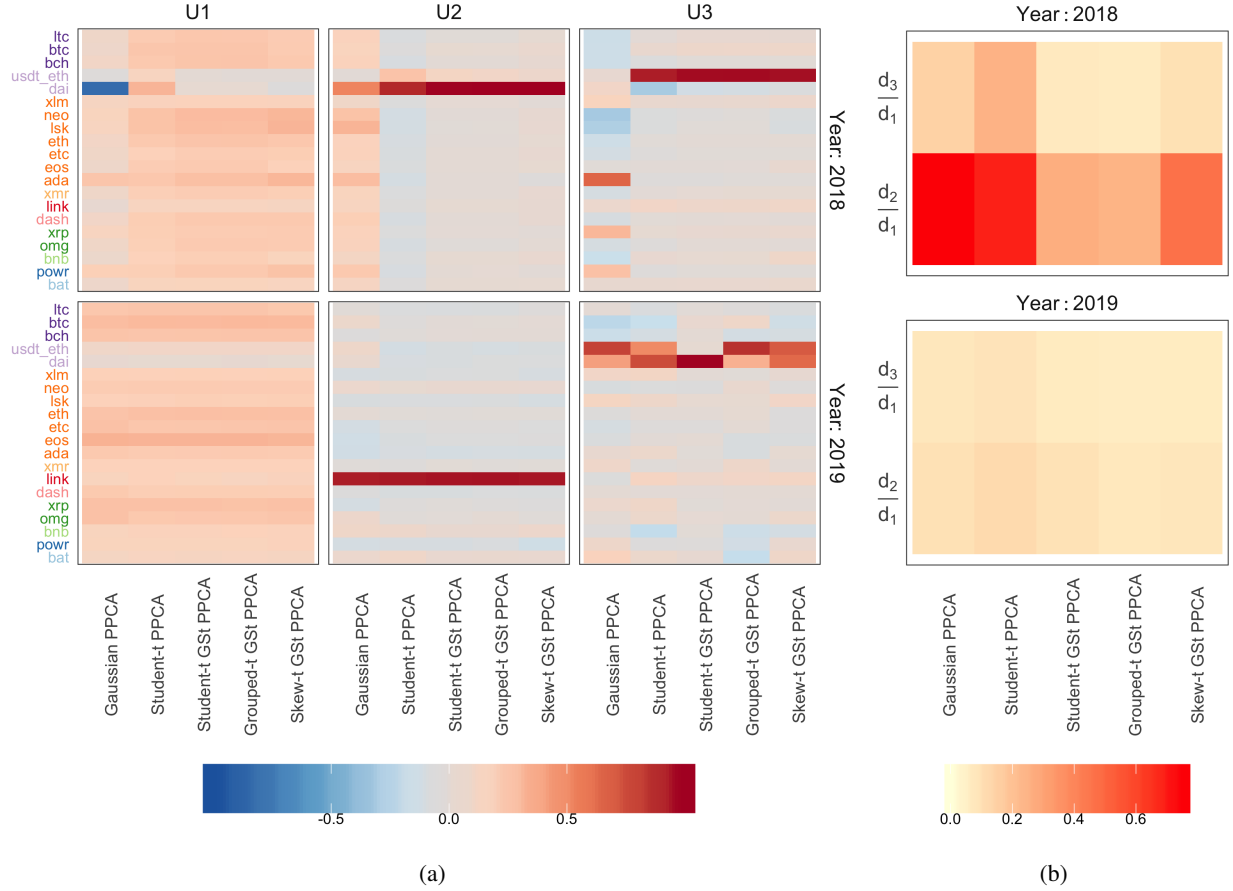 U1 U2 U3
ltc
btc
bch
usdt_eth
dai
xlm
neo
lsk
eth
etc
eos
ada
xmr
link
dash
xrp
omg
bnb
powr
bat
Year: 2018
ltc
btc
bch
usdt_eth
dai
xlm
neo
lsk
eth
etc
eos
ada
xmr
link
dash
xrp
omg
bnb
powr
bat
Year: 2019
Gaussian PPCA
Student-t PPCA
Student-t GSt PPCA
Grouped-t GSt PPCA
Skew-t GSt PPCA
Gaussian PPCA
Student-t PPCA
Student-t GSt PPCA
Grouped-t GSt PPCA
Skew-t GSt PPCA
Gaussian PPCA
Student-t PPCA
Student-t GSt PPCA
Grouped-t GSt PPCA
Skew-t GSt PPCA
-0.5 0.0 0.5
(a)
Year : 2018
d3
d1
d2
d1
Year : 2019
d3
d1
d2
d1
Gaussian PPCA
Student-t PPCA
Student-t GSt PPCA
Grouped-t GSt PPCA
Skew-t GSt PPCA
0.0 0.2 0.4 0.6
(b)